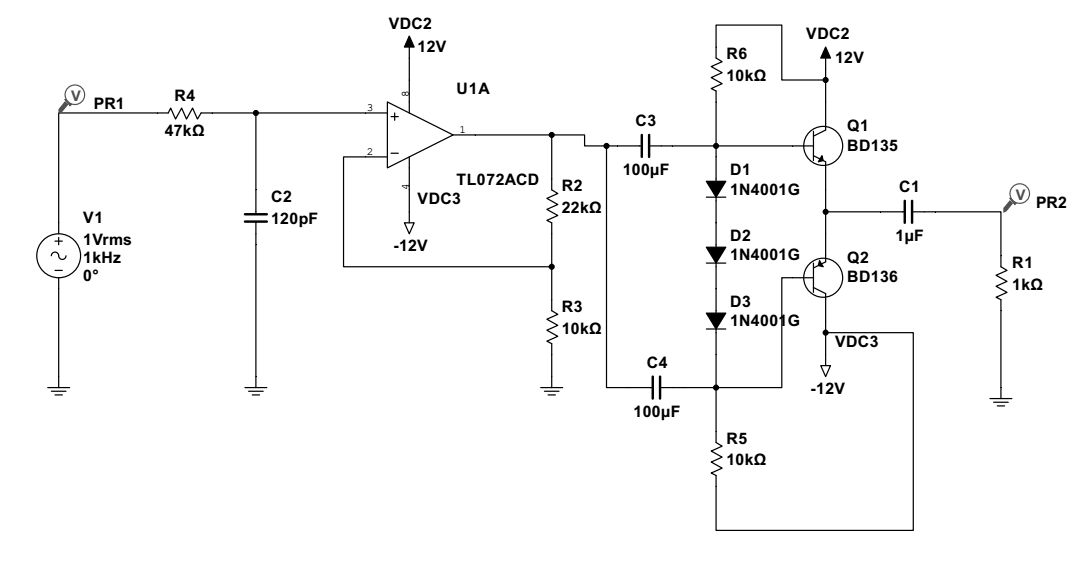 VDC2
12V
U1A
8
3
1
2
4
TL072ACD
VDC3
-12V
V
PR1
R4
47kΩ
C2
120pF
V1
1Vrms
1kHz
0°
R2
22kΩ
R3
10kΩ
C3
100µF
C4
100µF
R6
10kΩ
D1
1N4001G
D2
1N4001G
D3
1N4001G
R5
10kΩ
VDC2
12V
Q1
BD135
Q2
BD136
VDC3
-12V
C1
1µF
V
PR2
R1
1kΩ